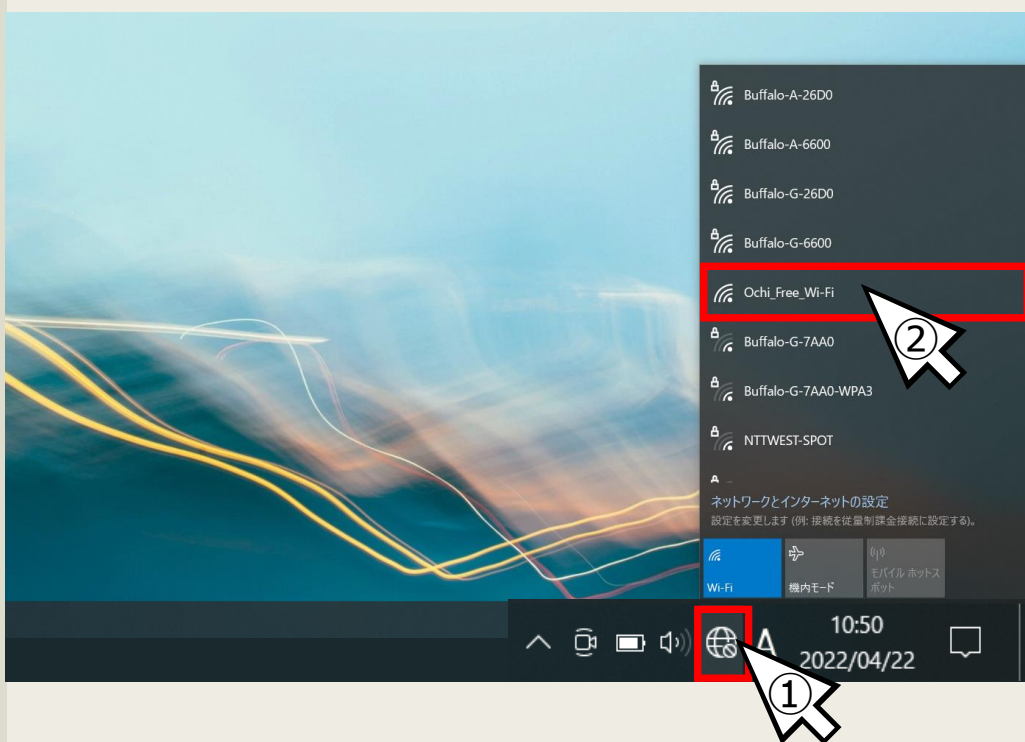 Buffalo-A-26D0
Buffalo-A-6600
Buffalo-G-26D0
Buffalo-G-6600
Ochi_Free_Wi-Fi
②
Buffalo-G-7AA0
Buffalo-G-7AA0-WPA3
NTTWEST-SPOT
ネットワークとインターネットの設定
設定を変更します (例: 接続を従量制課金接続に設定する)。
Wi-Fi
機内モード
モバイル ホットス
ポット
A
10:50
2022/04/22
①